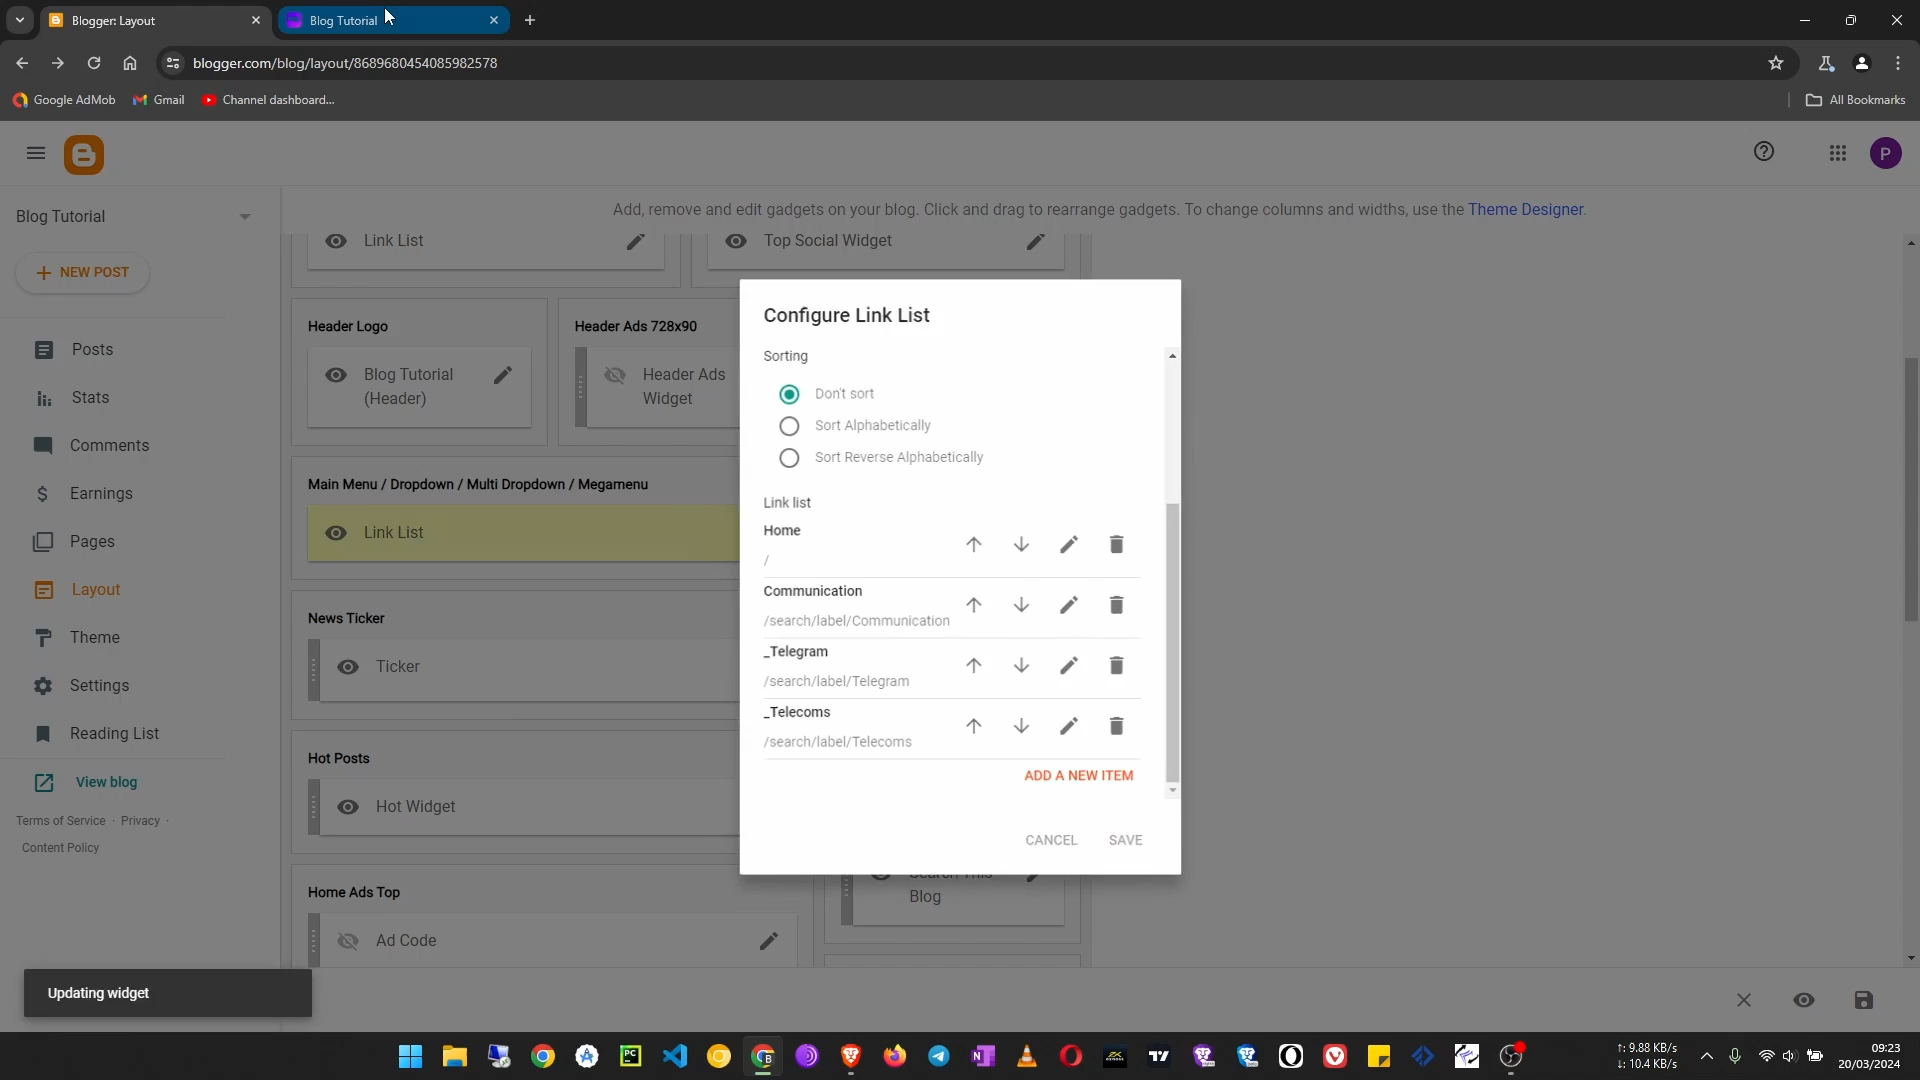 Blogger: Layout
Blog Tutorial
blogger.com/blog/layout/8689680454085982578
Google AdMob
Gmail
Channel dashboard...
All Bookmarks
P
Blog Tutorial
Add, remove and edit gadgets on your blog. Click and drag to rearrange gadgets. To change columns and widths, use the Theme Designer.
NEW POST
Posts
Stats
Comments
Earnings
Pages
Layout
Theme
Settings
Reading List
View blog
Terms of Service · Privacy ·
Content Policy
Link List
Top Social Widget
Header Logo
Blog Tutorial
(Header)
Header Ads 728x90
Header Ads
Widget
Main Menu / Dropdown / Multi Dropdown / Megamenu
Link List
News Ticker
Ticker
Hot Posts
Hot Widget
Home Ads Top
Ad Code
Blog
Configure Link List
Sorting
Don't sort
Sort Alphabetically
Sort Reverse Alphabetically
Link list
Home
/
Communication
/search/label/Communication
_Telegram
/search/label/Telegram
_Telecoms
/search/label/Telecoms
ADD A NEW ITEM
CANCEL
SAVE
Updating widget
↑: 9.88 KB/s
↓: 10.4 KB/s
09:23
20/03/2024